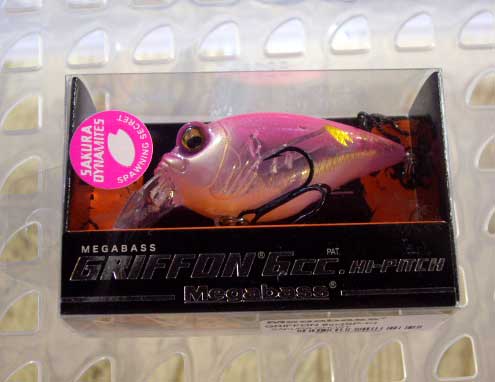 SAKURA
DYNAMITES
SPAWNING SECRET
MEGABASS
GRIFFON® 6cc. HI-PITCH
PAT.
Megabass®